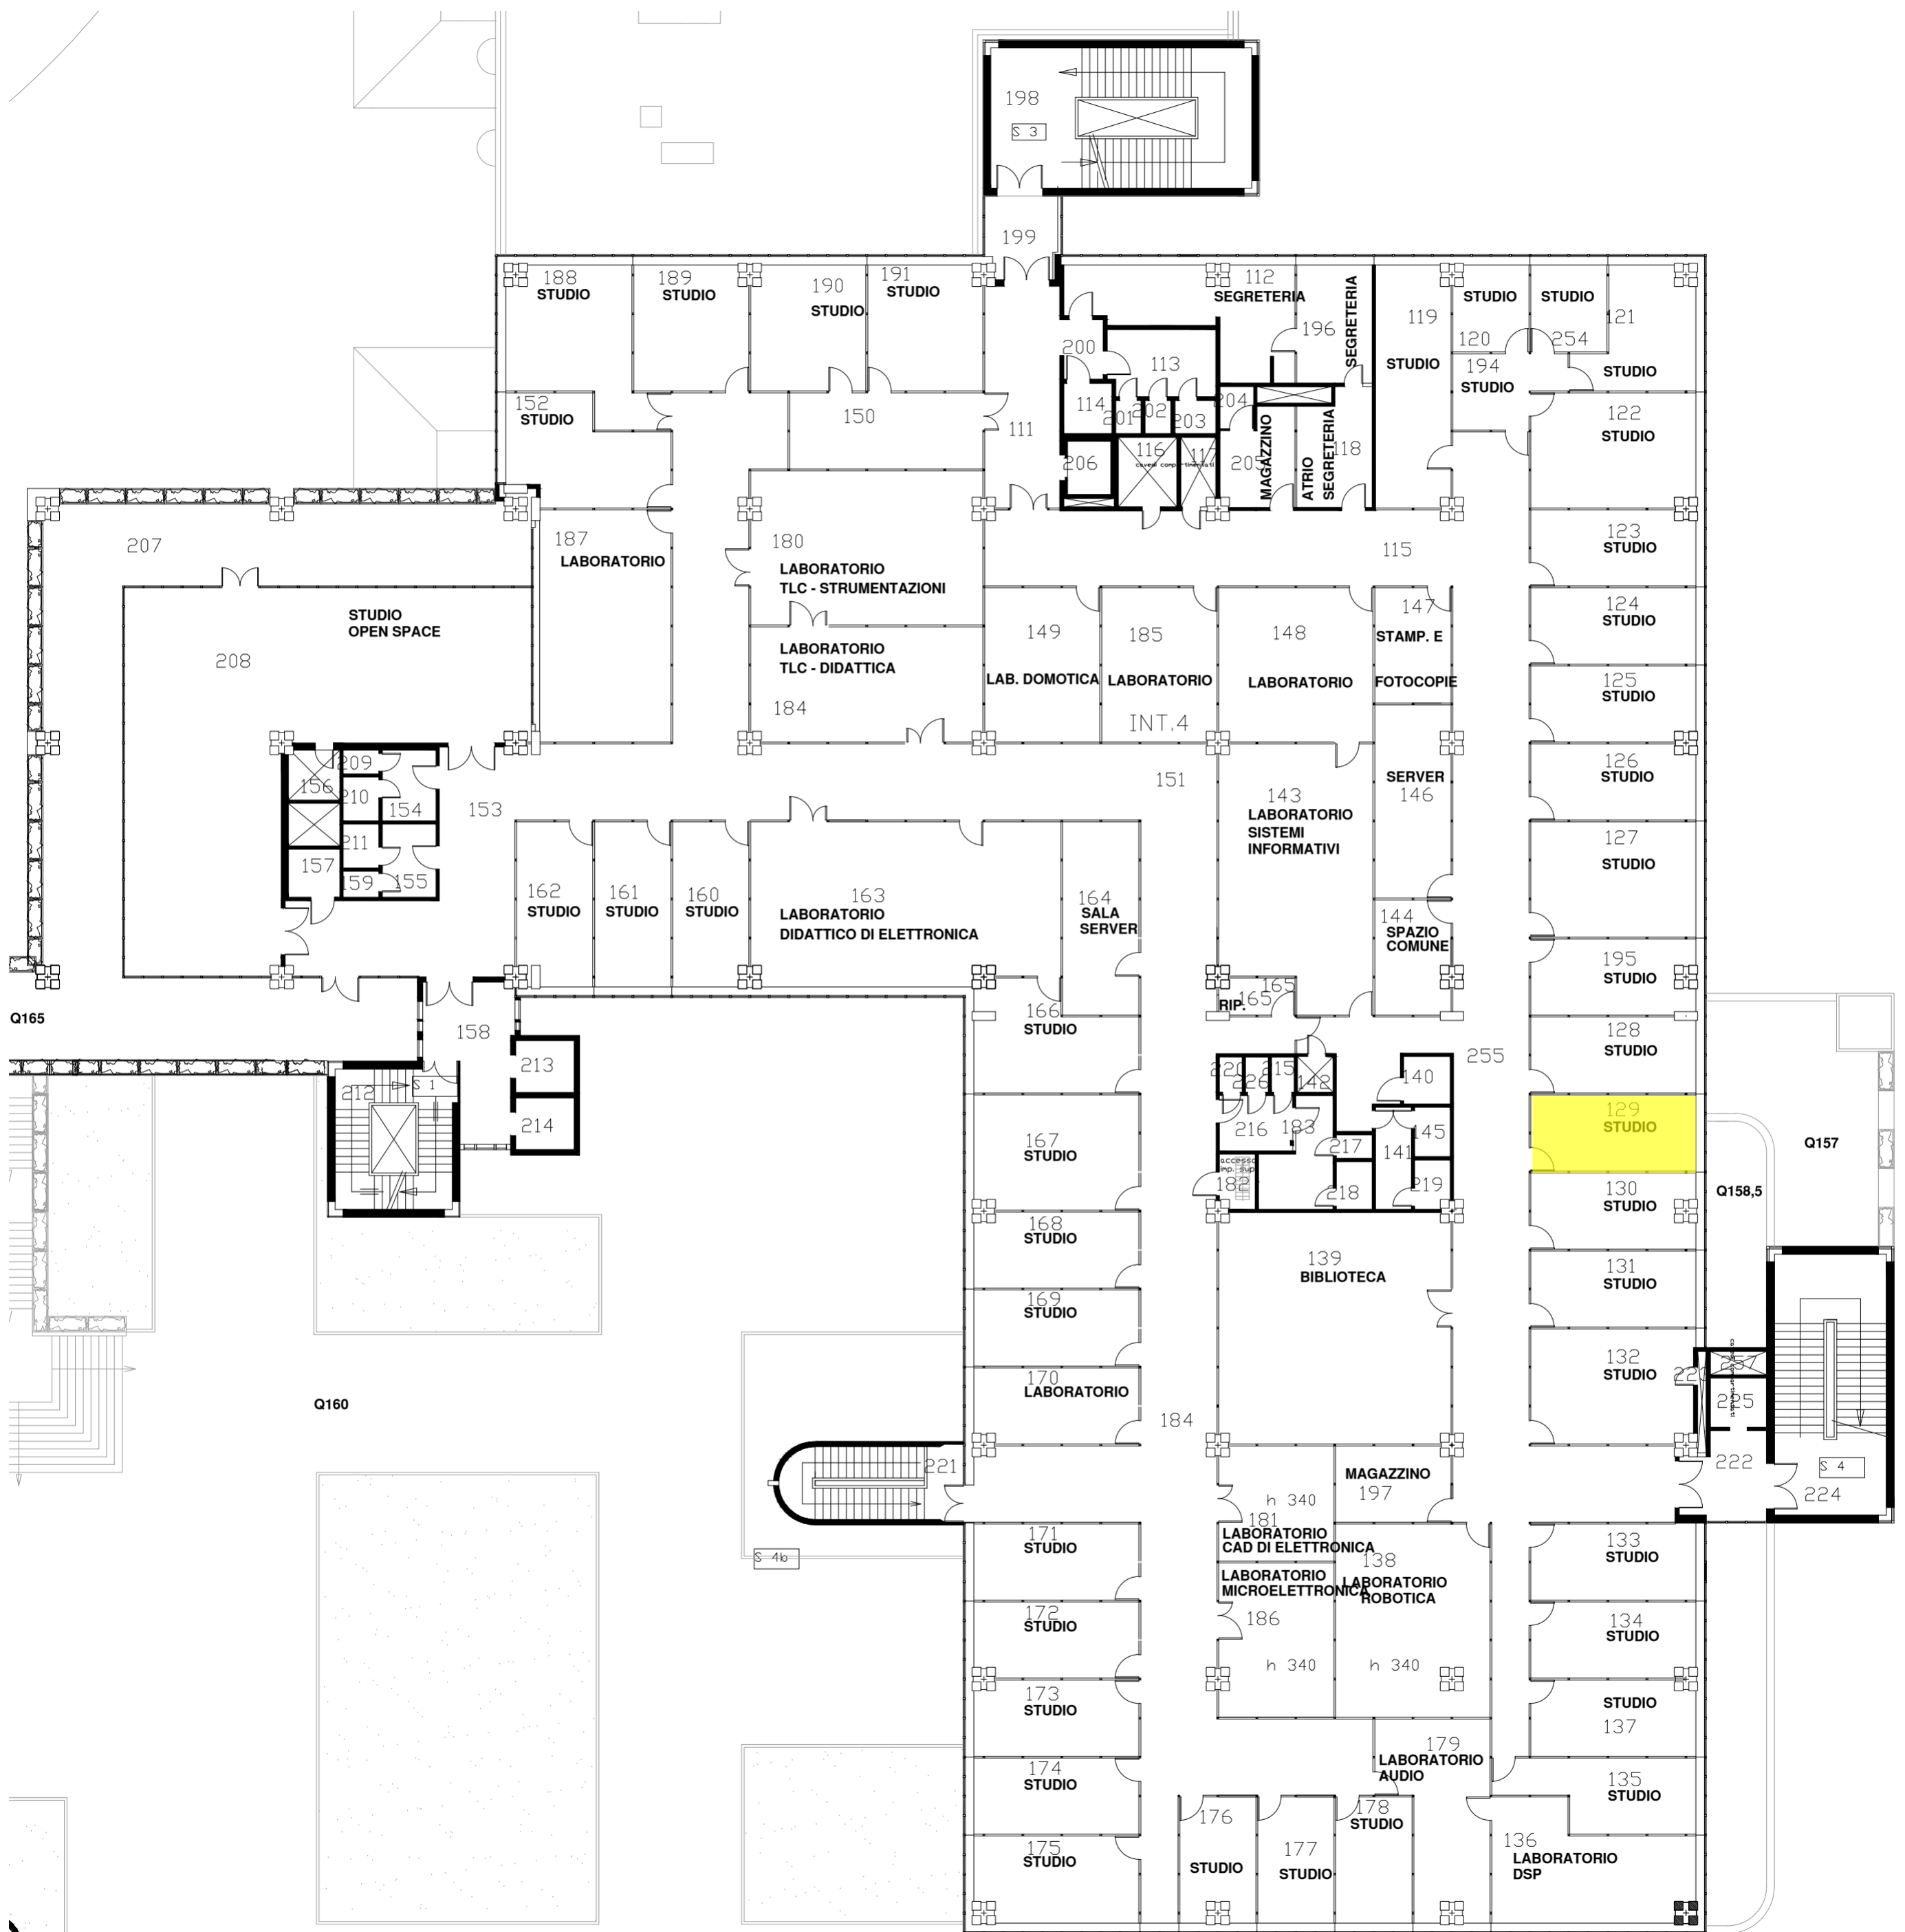 198
S 3
199
188
STUDIO
189
STUDIO
190
STUDIO
191
STUDIO
112
SEGRETERIA
196
SEGRETERIA
119
STUDIO
STUDIO
120
STUDIO
254
121
STUDIO
194
STUDIO
200
113
114
201
202
203
204
152
STUDIO
150
111
122
STUDIO
206
116
117
205
MAGAZZINO
ATRIO
SEGRETERIA
118
207
187
LABORATORIO
180
LABORATORIO
TLC - STRUMENTAZIONI
115
123
STUDIO
STUDIO
OPEN SPACE
208
LABORATORIO
TLC - DIDATTICA
184
149
LAB. DOMOTICA
185
LABORATORIO
INT.4
148
LABORATORIO
147
STAMP. E
FOTOCOPIE
124
STUDIO
125
STUDIO
156
209
210
154
153
151
143
LABORATORIO
SISTEMI
INFORMATIVI
SERVER
146
126
STUDIO
211
157
159
155
162
STUDIO
161
STUDIO
160
STUDIO
163
LABORATORIO
DIDATTICO DI ELETTRONICA
164
SALA
SERVER
127
STUDIO
144
SPAZIO
COMUNE
195
STUDIO
Q165
158
213
214
212
S 1
166
STUDIO
RIP.
165
165
255
128
STUDIO
220
226
215
142
140
216
183
217
141
145
129
STUDIO
Q157
167
STUDIO
accesso
imp. sup
182
218
219
130
STUDIO
Q158,5
168
STUDIO
139
BIBLIOTECA
131
STUDIO
169
STUDIO
170
LABORATORIO
132
STUDIO
225
Q160
184
221
MAGAZZINO
197
222
S 4
224
h 340
181
LABORATORIO
CAD DI ELETTRONICA
S 4b
171
STUDIO
LABORATORIO
MICROELETTRONICA
186
h 340
138
LABORATORIO
ROBOTICA
h 340
133
STUDIO
172
STUDIO
134
STUDIO
173
STUDIO
STUDIO
137
174
STUDIO
179
LABORATORIO
AUDIO
135
STUDIO
175
STUDIO
176
STUDIO
177
STUDIO
178
STUDIO
136
LABORATORIO
DSP